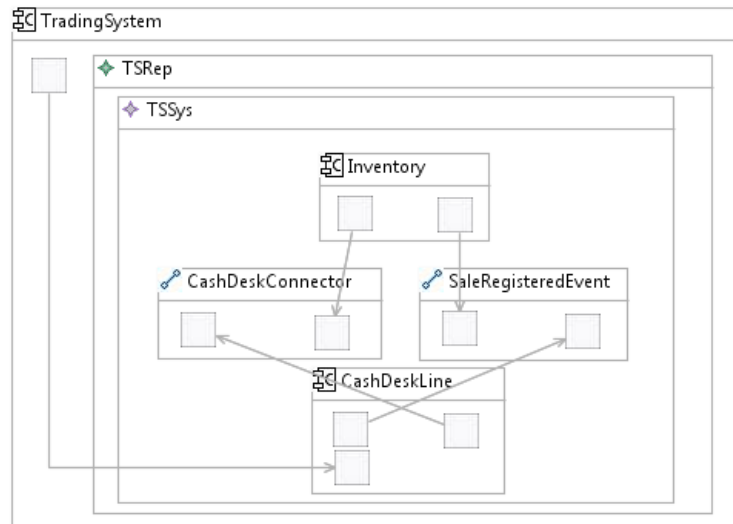 TradingSystem
TSRep
TSSys
Inventory
CashDeskConnector
SaleRegisteredEvent
CashDeskLine